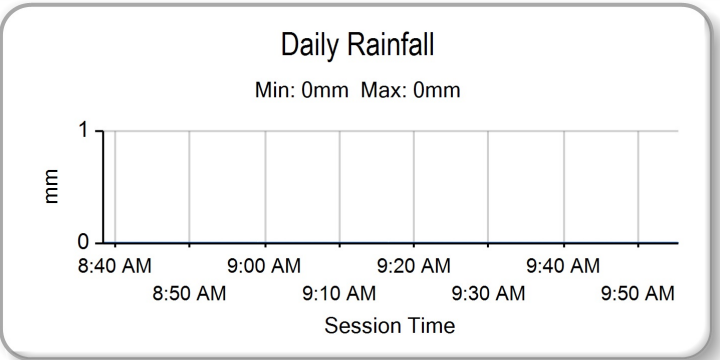 Daily Rainfall
Min: 0mm  Max: 0mm
1
mm
0
8:40 AM 9:00 AM 9:20 AM 9:40 AM
8:50 AM 9:10 AM 9:30 AM 9:50 AM
Session Time